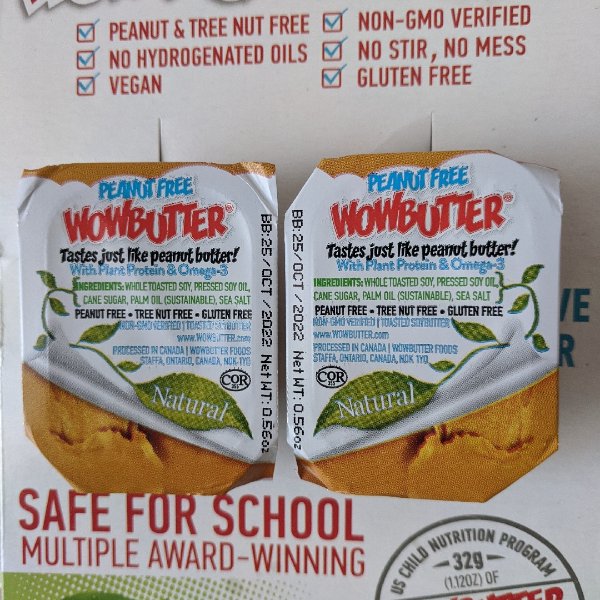 PEANUT & TREE NUT FREE
NO HYDROGENATED OILS
VEGAN
NON-GMO VERIFIED
NO STIR, NO MESS
GLUTEN FREE
PEANUT FREE
WOWBUTTER®
Tastes just like peanut butter!
With Plant Protein & Omega-3
INGREDIENTS: WHOLE TOASTED SOY, PRESSED SOY OIL,
CANE SUGAR, PALM OIL (SUSTAINABLE), SEA SALT
PEANUT FREE • TREE NUT FREE • GLUTEN FREE
NON-GMO VERIFIED | TOASTED SOYBUTTER
www.WOWBUTTER.com
PROCESSED IN CANADA | WOWBUTTER FOODS
STAFFA, ONTARIO, CANADA, N0K 1Y0
COR
Natural
BB:25/OCT/2022 Net WT: 0.56oz
PEANUT FREE
WOWBUTTER®
Tastes just like peanut butter!
With Plant Protein & Omega-3
INGREDIENTS: WHOLE TOASTED SOY, PRESSED SOY OIL,
CANE SUGAR, PALM OIL (SUSTAINABLE), SEA SALT
PEANUT FREE • TREE NUT FREE • GLUTEN FREE
NON-GMO VERIFIED | TOASTED SOYBUTTER
www.WOWBUTTER.com
PROCESSED IN CANADA | WOWBUTTER FOODS
STAFFA, ONTARIO, CANADA, N0K 1Y0
COR
Natural
BB:25/OCT/2022 Net WT: 0.56oz
VE
R
SAFE FOR SCHOOL
MULTIPLE AWARD-WINNING
US CHILD NUTRITION PROGRAM
32g
(1.12OZ) OF